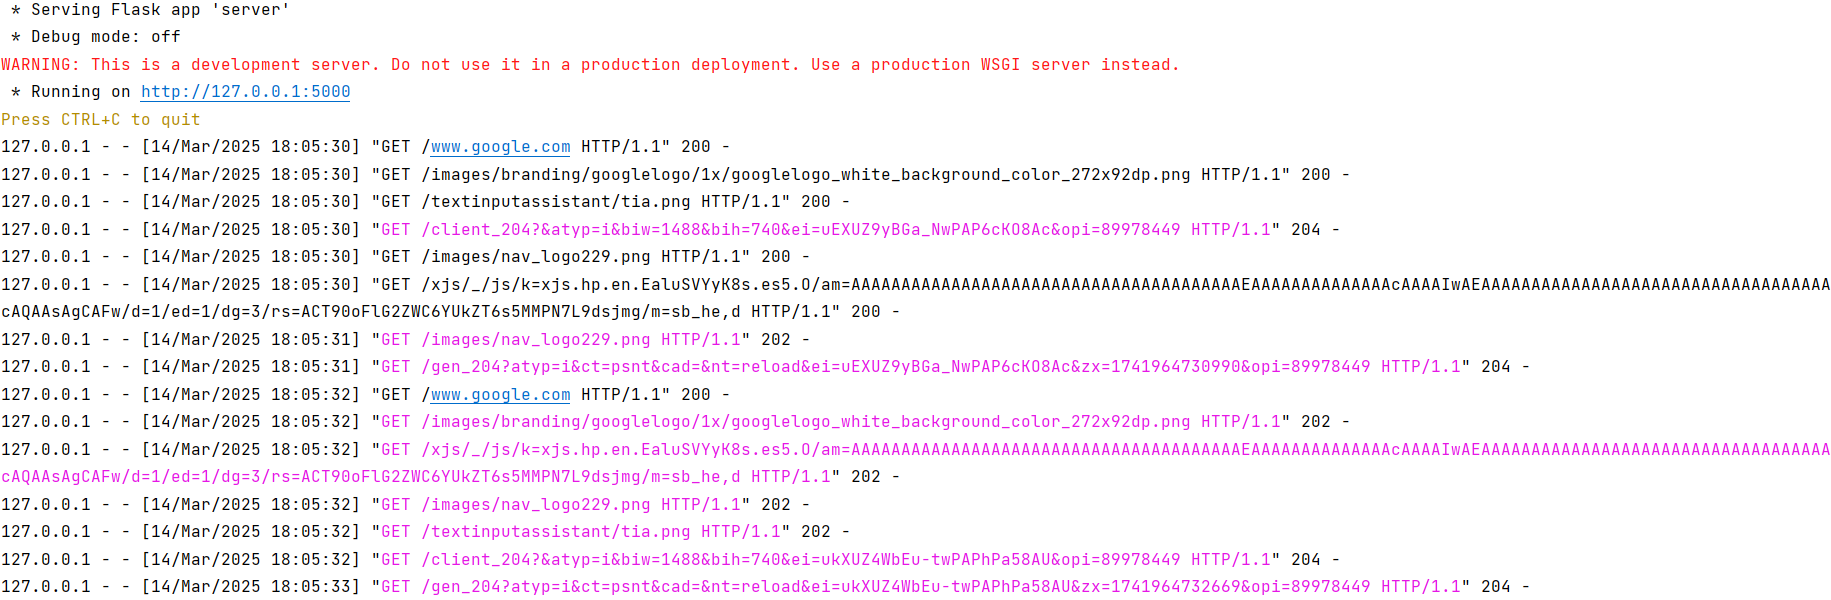 * Serving Flask app 'server'
* Debug mode: off
WARNING: This is a development server. Do not use it in a production deployment. Use a production WSGI server instead.
* Running on http://127.0.0.1:5000
Press CTRL+C to quit
127.0.0.1 - - [14/Mar/2025 18:05:30] "GET /www.google.com HTTP/1.1" 200 -
127.0.0.1 - - [14/Mar/2025 18:05:30] "GET /images/branding/googlelogo/1x/googlelogo_white_background_color_272x92dp.png HTTP/1.1" 200 -
127.0.0.1 - - [14/Mar/2025 18:05:30] "GET /textinputassistant/tia.png HTTP/1.1" 200 -
127.0.0.1 - - [14/Mar/2025 18:05:30] "GET /client_204?&atyp=i&biw=1488&bih=740&ei=uEXUZ9yBGa_NwPAP6cKO8Ac&opi=89978449 HTTP/1.1" 204 -
127.0.0.1 - - [14/Mar/2025 18:05:30] "GET /images/nav_logo229.png HTTP/1.1" 200 -
127.0.0.1 - - [14/Mar/2025 18:05:30] "GET /xjs/_/js/k=xjs.hp.en.EaluSVYyK8s.es5.O/am=AAAAAAAAAAAAAAAAAAAAAAAAAAAAAAAAAAAAAAAEAAAAAAAAAAAAAAcAAAAIwAEAAAAAAAAAAAAAAAAAAAAAAAAAAAAAAAAAAA
cAQAAsAgCAFw/d=1/ed=1/dg=3/rs=ACT90oFlG2ZWC6YUkZT6s5MMPN7L9dsjmg/m=sb_he,d HTTP/1.1" 200 -
127.0.0.1 - - [14/Mar/2025 18:05:31] "GET /images/nav_logo229.png HTTP/1.1" 202 -
127.0.0.1 - - [14/Mar/2025 18:05:31] "GET /gen_204?atyp=i&ct=psnt&cad=&nt=reload&ei=uEXUZ9yBGa_NwPAP6cKO8Ac&zx=1741964730990&opi=89978449 HTTP/1.1" 204 -
127.0.0.1 - - [14/Mar/2025 18:05:32] "GET /www.google.com HTTP/1.1" 200 -
127.0.0.1 - - [14/Mar/2025 18:05:32] "GET /images/branding/googlelogo/1x/googlelogo_white_background_color_272x92dp.png HTTP/1.1" 202 -
127.0.0.1 - - [14/Mar/2025 18:05:32] "GET /xjs/_/js/k=xjs.hp.en.EaluSVYyK8s.es5.O/am=AAAAAAAAAAAAAAAAAAAAAAAAAAAAAAAAAAAAAAAEAAAAAAAAAAAAAAcAAAAIwAEAAAAAAAAAAAAAAAAAAAAAAAAAAAAAAAAAAA
cAQAAsAgCAFw/d=1/ed=1/dg=3/rs=ACT90oFlG2ZWC6YUkZT6s5MMPN7L9dsjmg/m=sb_he,d HTTP/1.1" 202 -
127.0.0.1 - - [14/Mar/2025 18:05:32] "GET /images/nav_logo229.png HTTP/1.1" 202 -
127.0.0.1 - - [14/Mar/2025 18:05:32] "GET /textinputassistant/tia.png HTTP/1.1" 202 -
127.0.0.1 - - [14/Mar/2025 18:05:32] "GET /client_204?&atyp=i&biw=1488&bih=740&ei=ukXUZ4WbEu-twPAPhPa58AU&opi=89978449 HTTP/1.1" 204 -
127.0.0.1 - - [14/Mar/2025 18:05:33] "GET /gen_204?atyp=i&ct=psnt&cad=&nt=reload&ei=ukXUZ4WbEu-twPAPhPa58AU&zx=1741964732669&opi=89978449 HTTP/1.1" 204 -